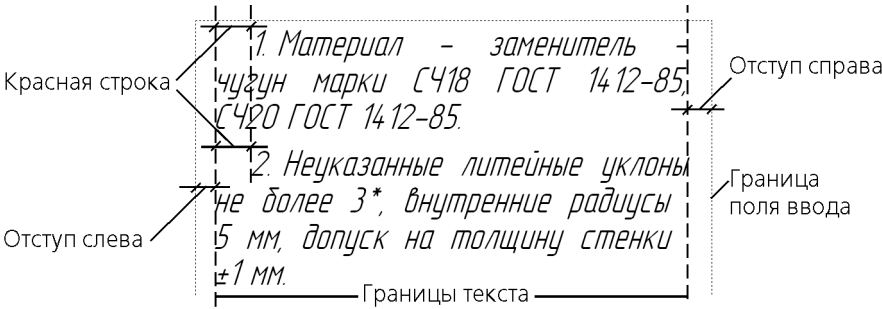 1. Материал – заменитель –
чугун марки СЧ18 ГОСТ 1412–85,
СЧ20 ГОСТ 1412–85.
2. Неуказанные литейные уклоны
не более 3*, внутренние радиусы
5 мм, допуск на толщину стенки
±1 мм.
Красная строка
Отступ слева
Отступ справа
Граница
поля ввода
Границы текста